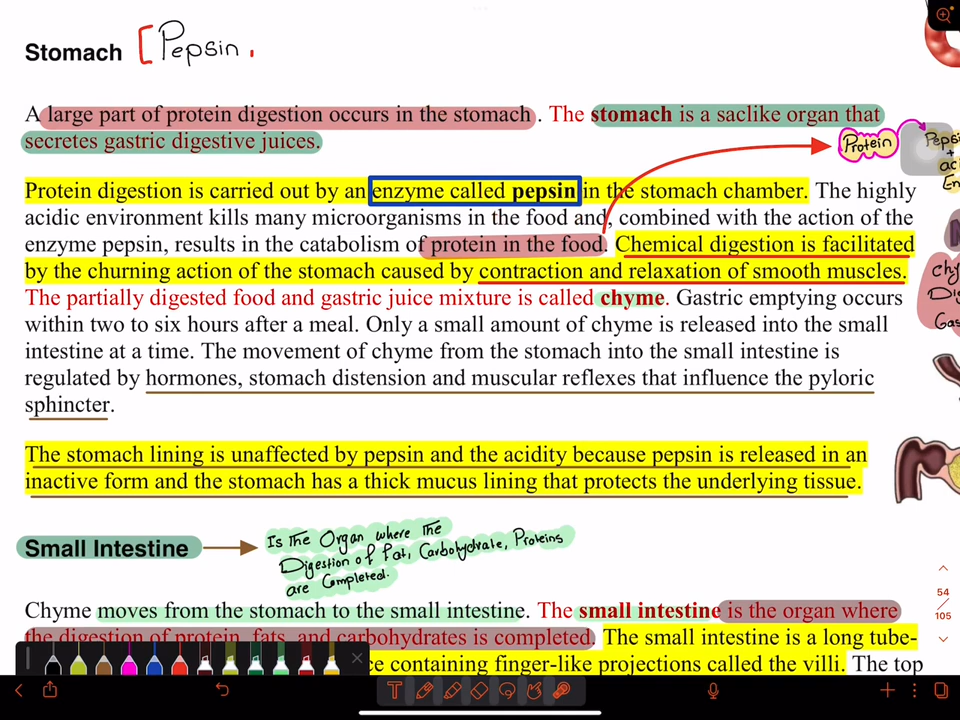 Stomach [Pepsin
A large part of protein digestion occurs in the stomach . The stomach is a saclike organ that
secretes gastric digestive juices.
Protein
Pepsi
+
aci
En
Protein digestion is carried out by an enzyme called pepsin in the stomach chamber. The highly
acidic environment kills many microorganisms in the food and, combined with the action of the
enzyme pepsin, results in the catabolism of protein in the food. Chemical digestion is facilitated
by the churning action of the stomach caused by contraction and relaxation of smooth muscles.
The partially digested food and gastric juice mixture is called chyme. Gastric emptying occurs
within two to six hours after a meal. Only a small amount of chyme is released into the small
intestine at a time. The movement of chyme from the stomach into the small intestine is
regulated by hormones, stomach distension and muscular reflexes that influence the pyloric
sphincter.
Chy
Di
Gas
The stomach lining is unaffected by pepsin and the acidity because pepsin is released in an
inactive form and the stomach has a thick mucus lining that protects the underlying tissue.
Small Intestine
Is The Organ where The
Digestion of fat, Carbohydrate, Proteins
are Completed.
54
105
Chyme moves from the stomach to the small intestine. The small intestine is the organ where
the digestion of protein, fats, and carbohydrates is completed. The small intestine is a long tube-
ce containing finger-like projections called the villi. The top